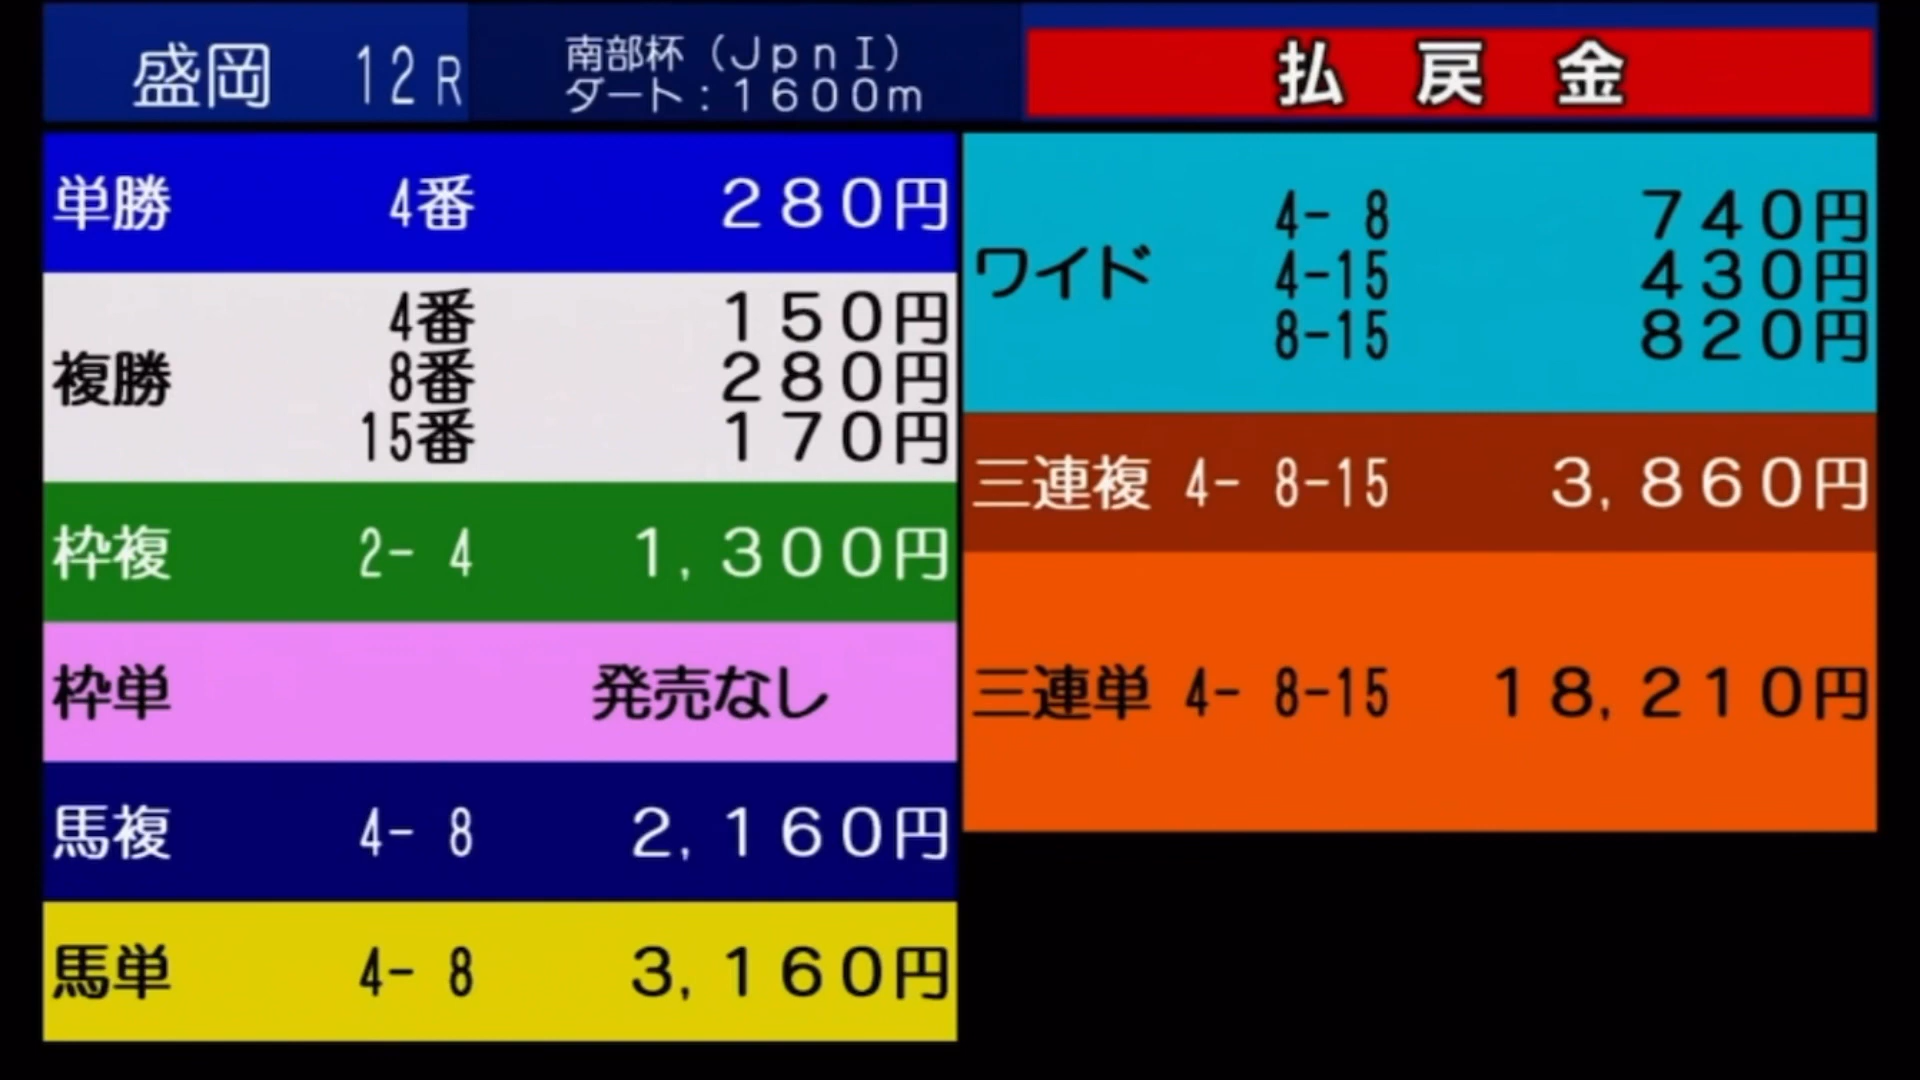 盛岡 12R
南部杯（JpnⅠ）
ダート：1600m
払戻金
単勝 4番 280円
複勝
4番 150円
8番 280円
15番 170円
枠複 2- 4 1,300円
枠単 発売なし
馬複 4- 8 2,160円
馬単 4- 8 3,160円
ワイド
4- 8 740円
4-15 430円
8-15 820円
三連複 4- 8-15 3,860円
三連単 4- 8-15 18,210円